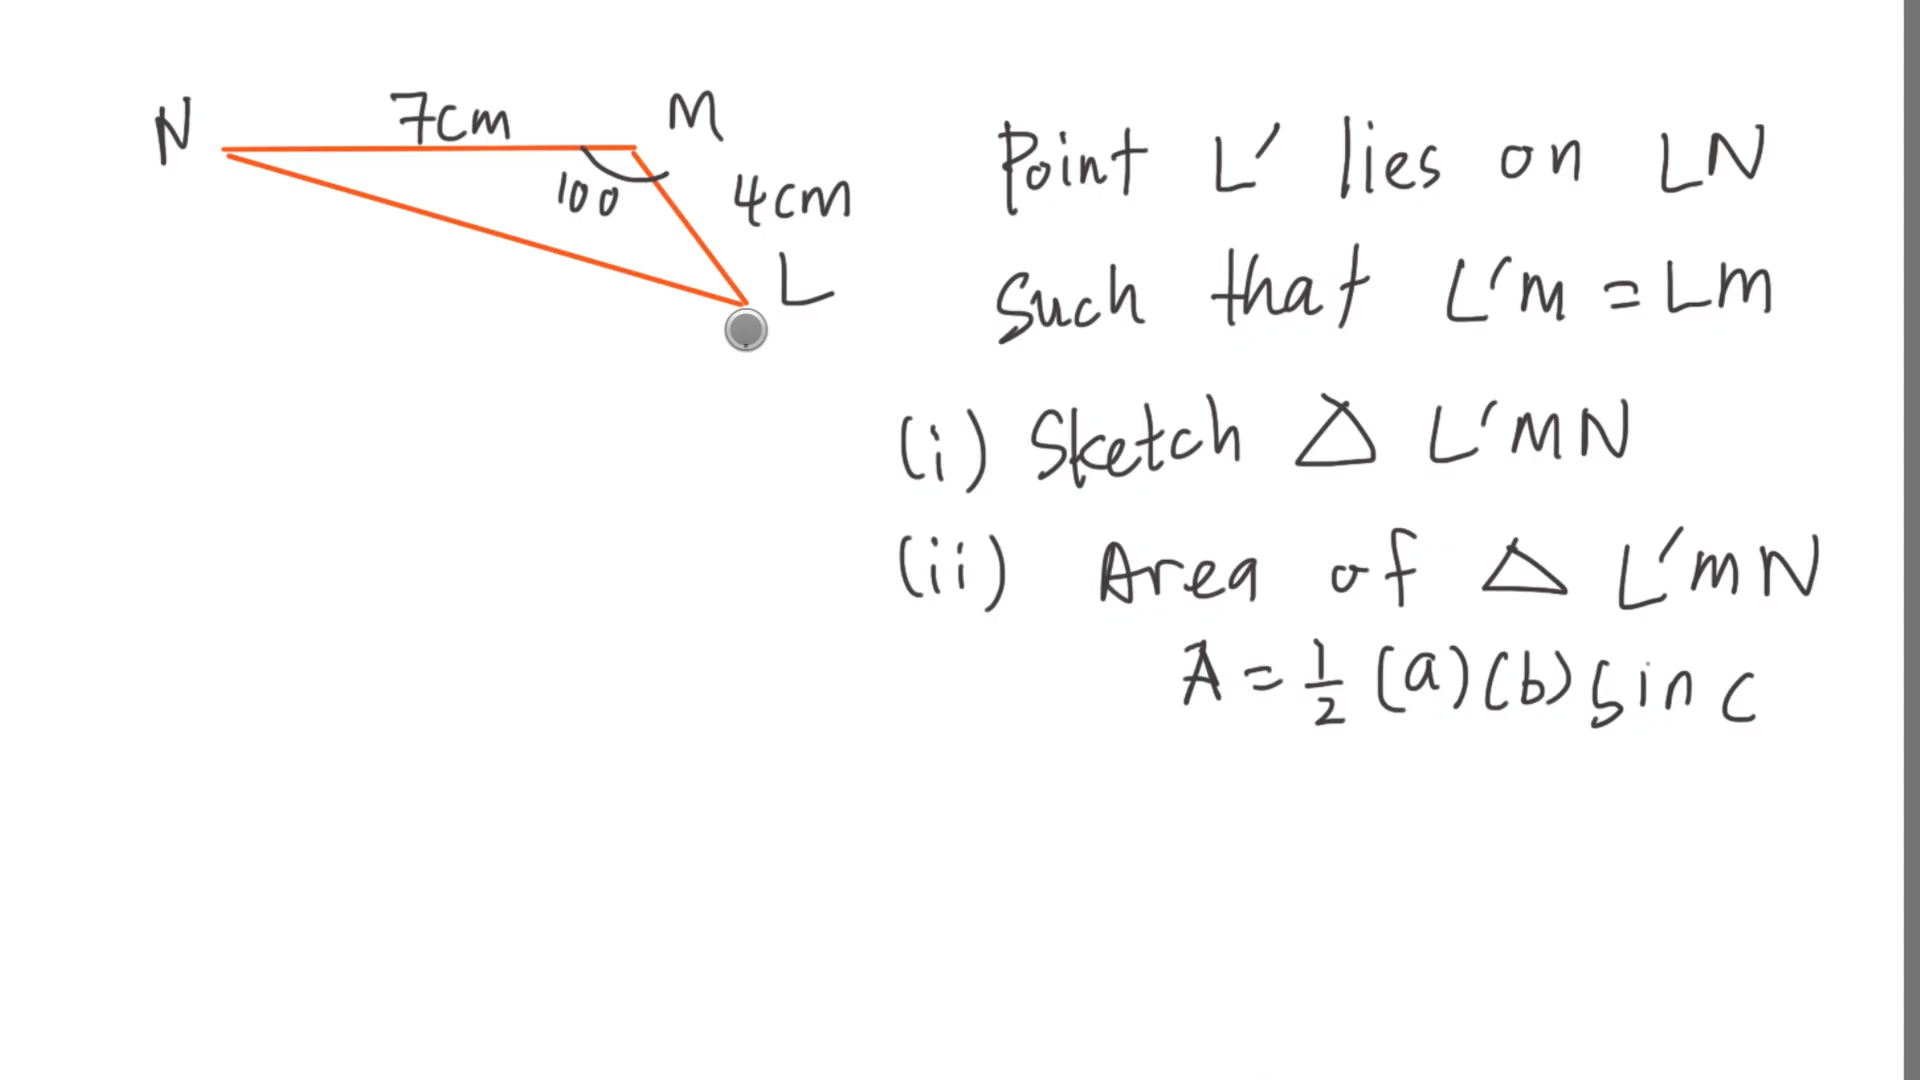 N 7cm M
100 4cm
L
Point L' lies on LN
such that L'm = Lm
(i) Sketch △ L'MN
(ii) Area of △ L'mN
A = 1/2 (a)(b) sin c